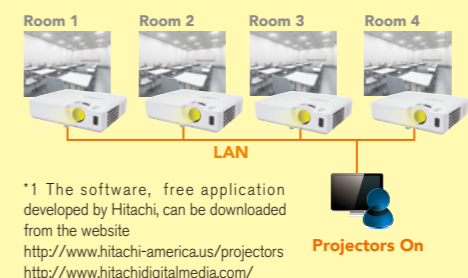 Room 1 Room 2 Room 3 Room 4
LAN
*1 The software, free application
developed by Hitachi, can be downloaded
from the website
http://www.hitachi-america.us/projectors
http://www.hitachidigitalmedia.com/
Projectors On